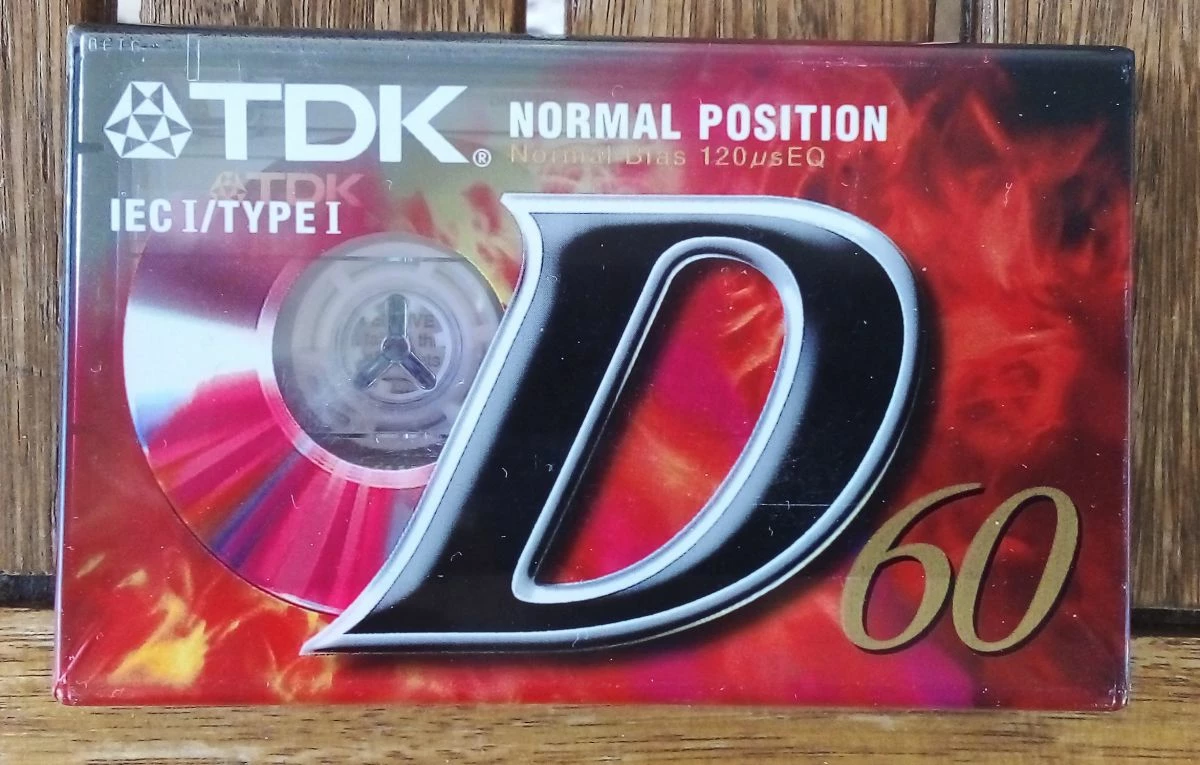 TDK®
NORMAL POSITION
Normal Bias 120µsEQ
TDK
IEC I/TYPE I
D
60